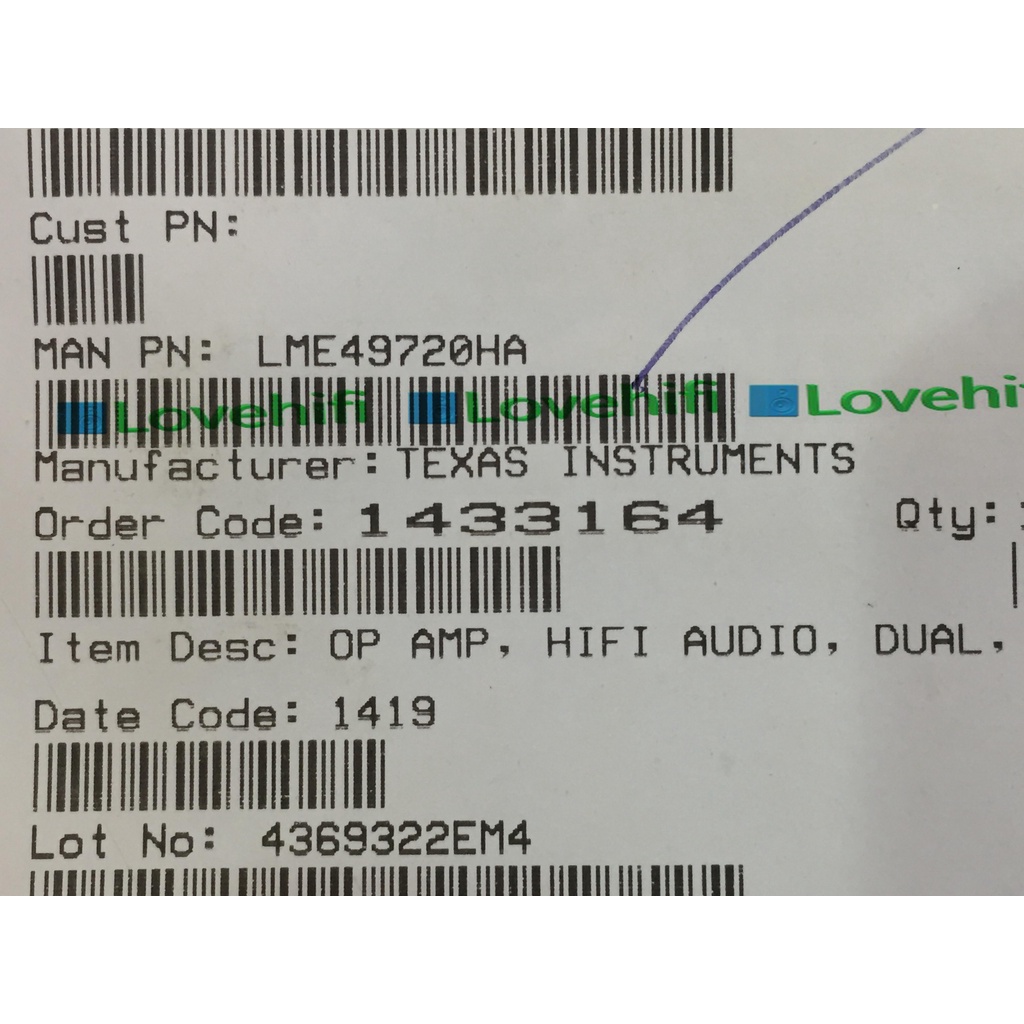 Cust PN:
MAN PN: LME49720HA
Lovehifi Lovehifi Lovehi
Manufacturer: TEXAS INSTRUMENTS
Order Code: 1433164 Qty:
Item Desc: OP AMP, HIFI AUDIO, DUAL,
Date Code: 1419
Lot No: 4369322EM4